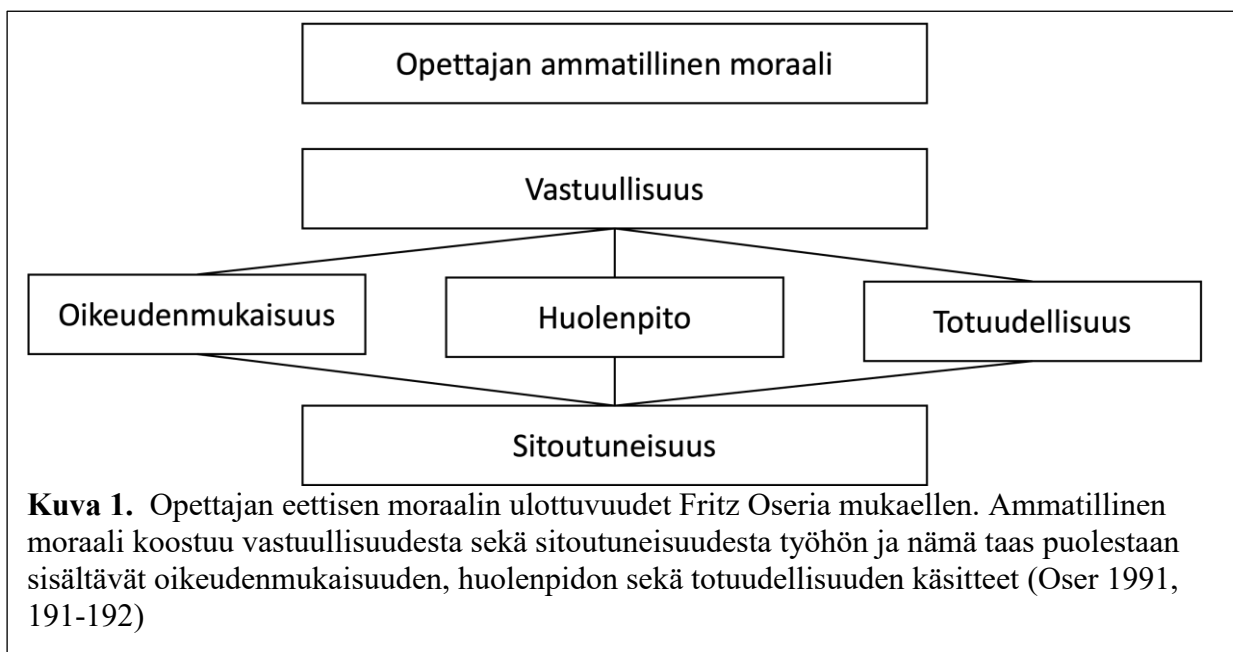 Opettajan ammatillinen moraali
Vastuullisuus
Oikeudenmukaisuus
Huolenpito
Totuudellisuus
Sitoutuneisuus
Kuva 1. Opettajan eettisen moraalin ulottuvuudet Fritz Oseria mukaellen. Ammatillinen
moraali koostuu vastuullisuudesta sekä sitoutuneisuudesta työhön ja nämä taas puolestaan
sisältävät oikeudenmukaisuuden, huolenpidon sekä totuudellisuuden käsitteet (Oser 1991,
191-192)